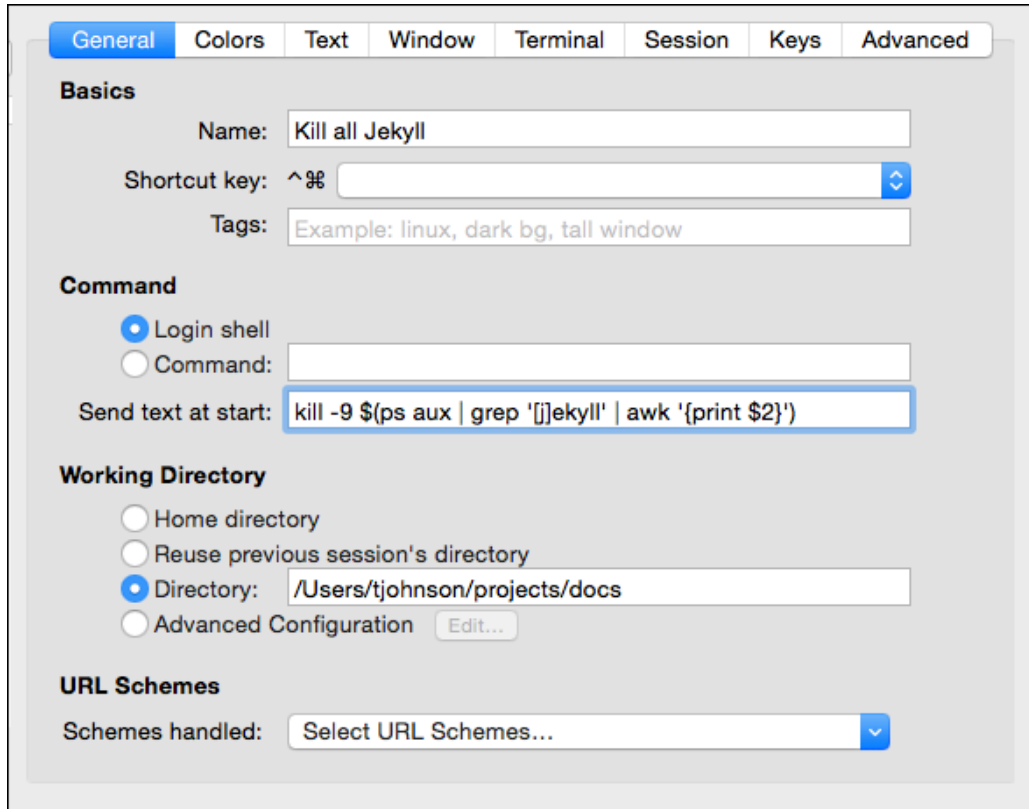 General Colors Text Window Terminal Session Keys Advanced
Basics
Name: Kill all Jekyll
Shortcut key: ^⌘
Tags: Example: linux, dark bg, tall window
Command
Login shell
Command:
Send text at start: kill -9 $(ps aux | grep '[j]ekyll' | awk '{print $2}')
Working Directory
Home directory
Reuse previous session's directory
Directory: /Users/tjohnson/projects/docs
Advanced Configuration Edit...
URL Schemes
Schemes handled: Select URL Schemes...